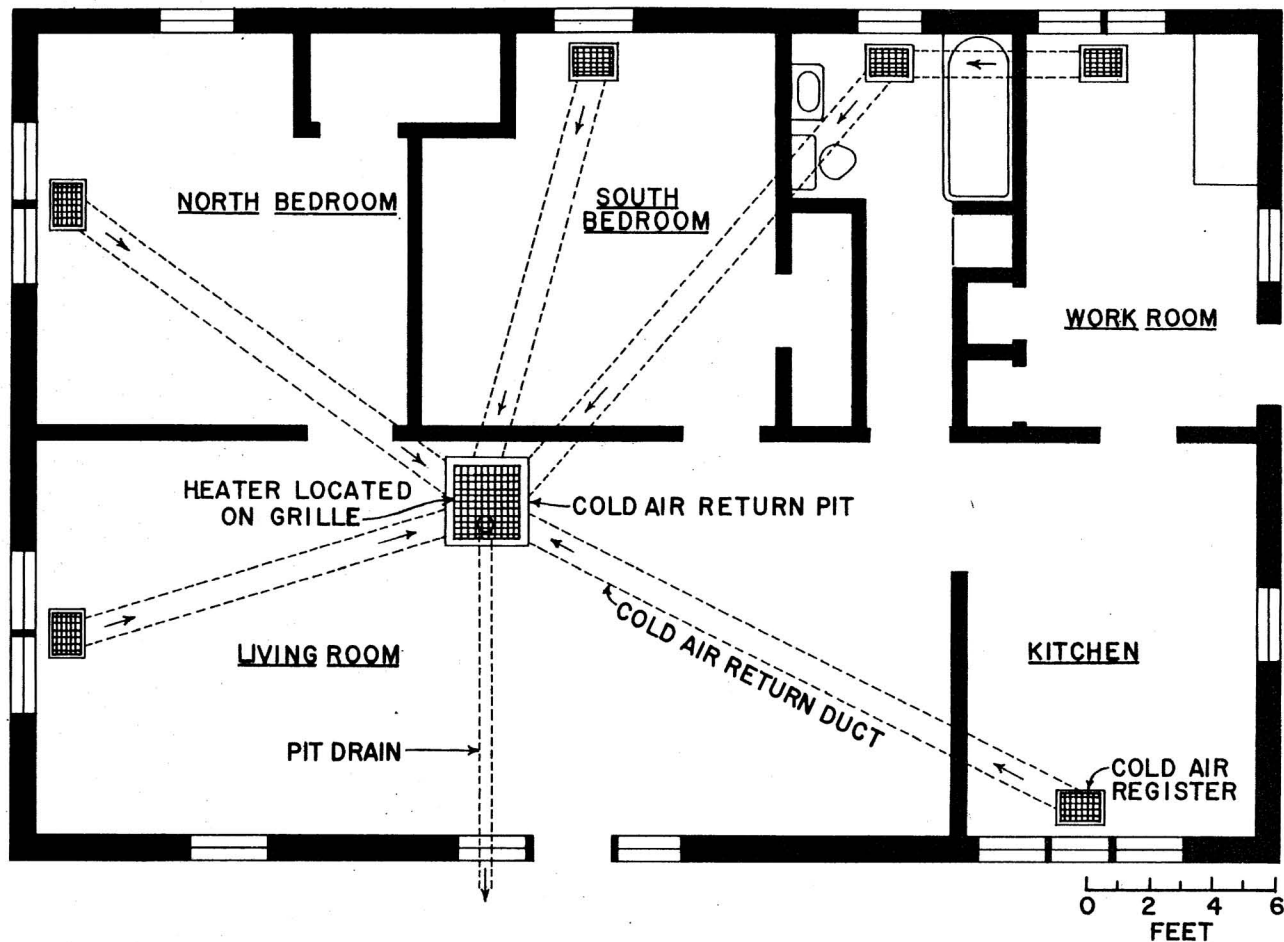 NORTH BEDROOM
SOUTH
BEDROOM
WORK ROOM
HEATER LOCATED
ON GRILLE
COLD AIR RETURN PIT
COLD AIR RETURN DUCT
LIVING ROOM
KITCHEN
PIT DRAIN
COLD AIR
REGISTER
0 2 4 6
FEET